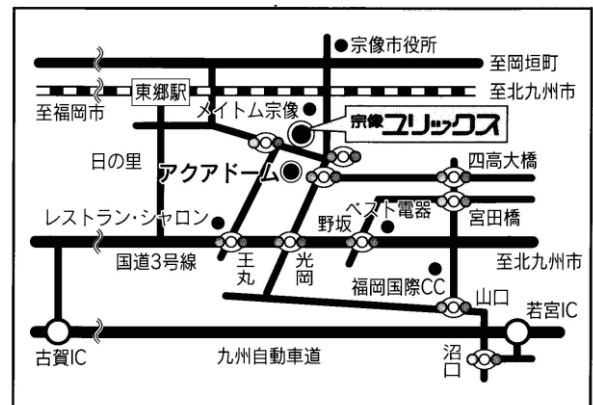 宗像市役所
至岡垣町
東郷駅
至北九州市
至福岡市
メイトム宗像
宗像ユリックス
日の里
アクアドーム
四高大橋
レストラン・シャロン
野坂
ベスト電器
宮田橋
国道3号線
王丸
光岡
至北九州市
福岡国際CC
山口
若宮IC
古賀IC
九州自動車道
沼口